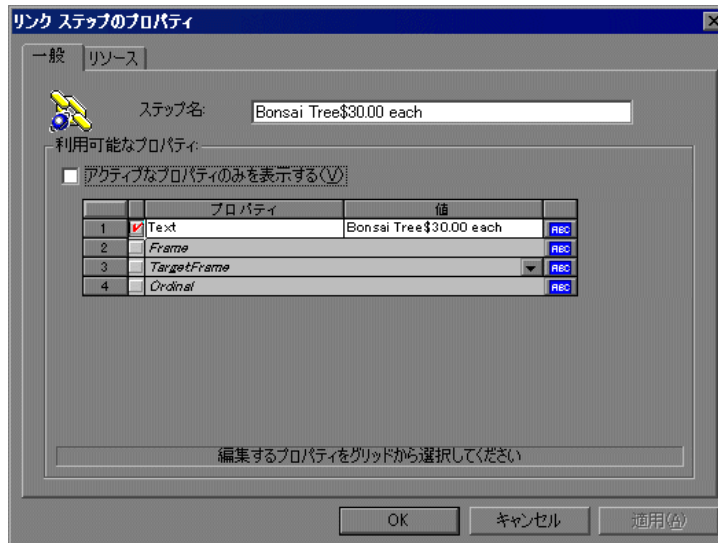 リンク ステップのプロパティ
一般 リソース
ステップ名: Bonsai Tree$30.00 each
利用可能なプロパティ:
アクティブなプロパティのみを表示する(V)
プロパティ 値
1 Text Bonsai Tree$30.00 each ABC
2 Frame ABC
3 TargetFrame ABC
4 Ordinal ABC
編集するプロパティをグリッドから選択してください
OK キャンセル 適用(A)